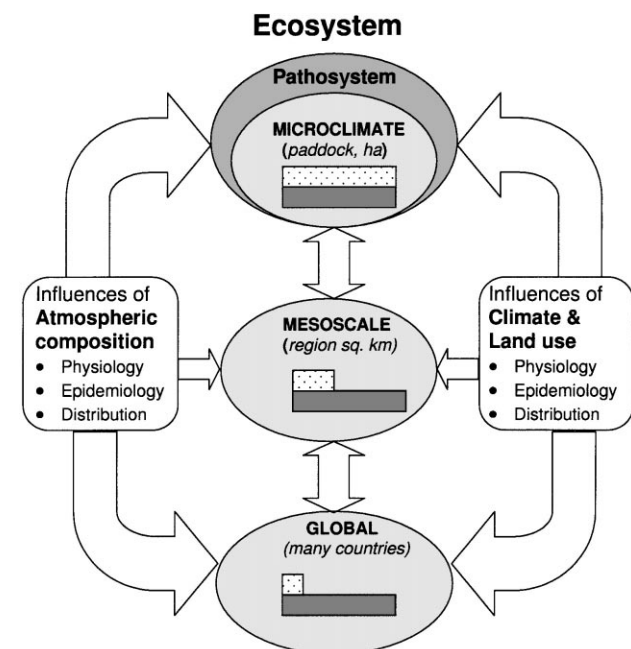 Ecosystem
Pathosystem
MICROCLIMATE
(paddock, ha)
Influences of
Atmospheric
composition
• Physiology
• Epidemiology
• Distribution
MESOSCALE
(region sq. km)
Influences of
Climate &
Land use
• Physiology
• Epidemiology
• Distribution
GLOBAL
(many countries)